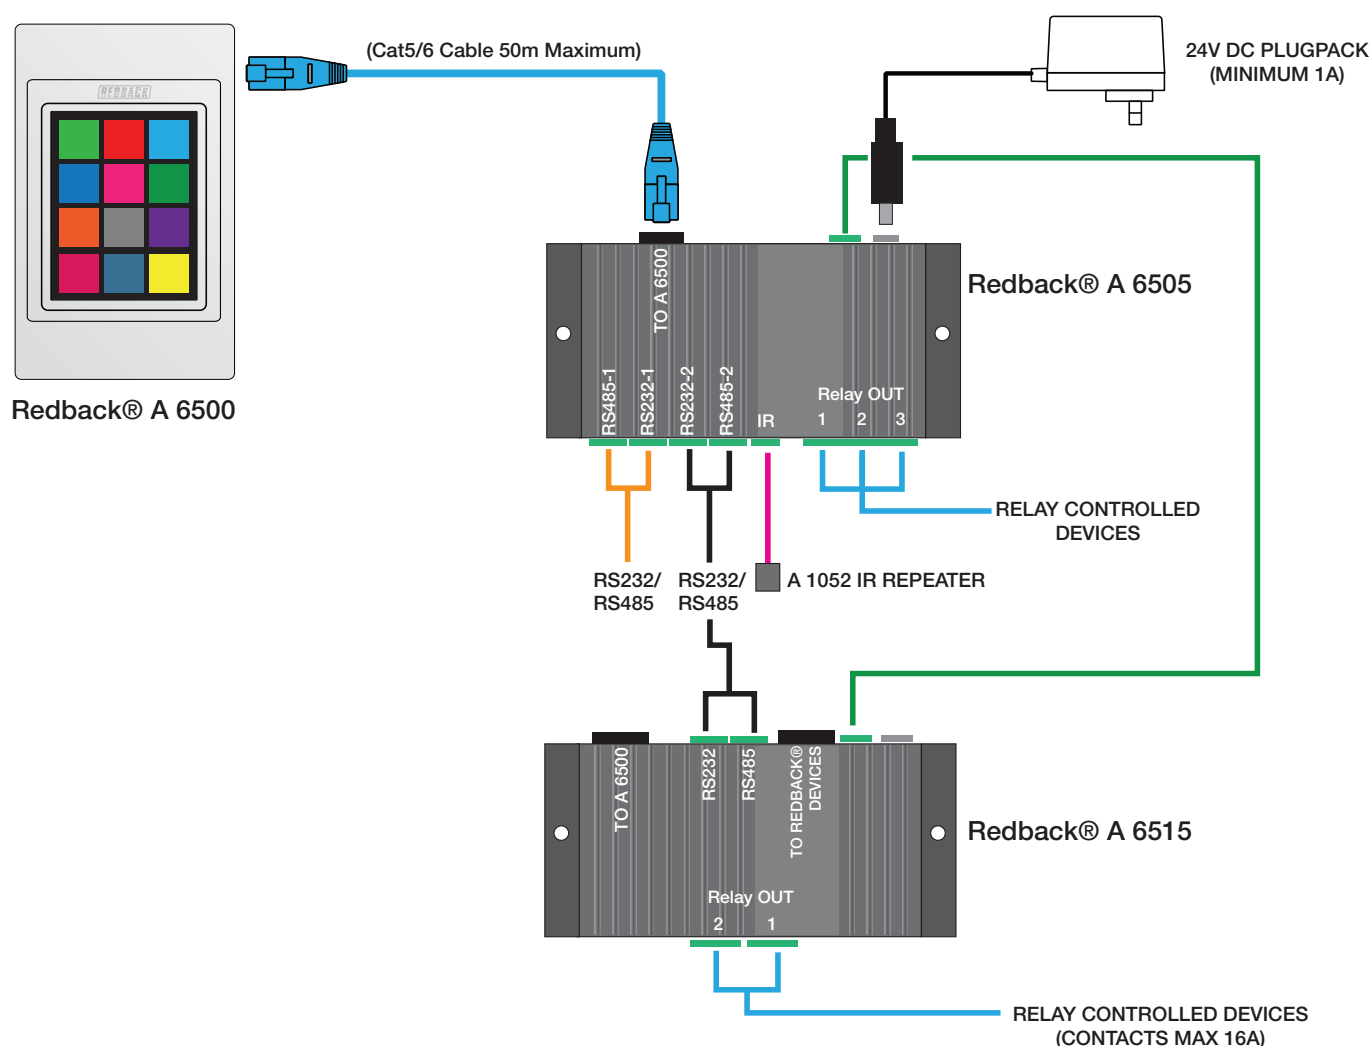 (Cat5/6 Cable 50m Maximum)
24V DC PLUGPACK
(MINIMUM 1A)
REDBACK
Redback® A 6500
TO A 6500
Redback® A 6505
RS485-1
RS232-1
RS232-2
RS485-2
IR
Relay OUT
1 2 3
RELAY CONTROLLED
DEVICES
RS232/
RS485
RS232/
RS485
A 1052 IR REPEATER
TO A 6500
RS232
RS485
TO REDBACK®
DEVICES
Redback® A 6515
Relay OUT
2 1
RELAY CONTROLLED DEVICES
(CONTACTS MAX 16A)